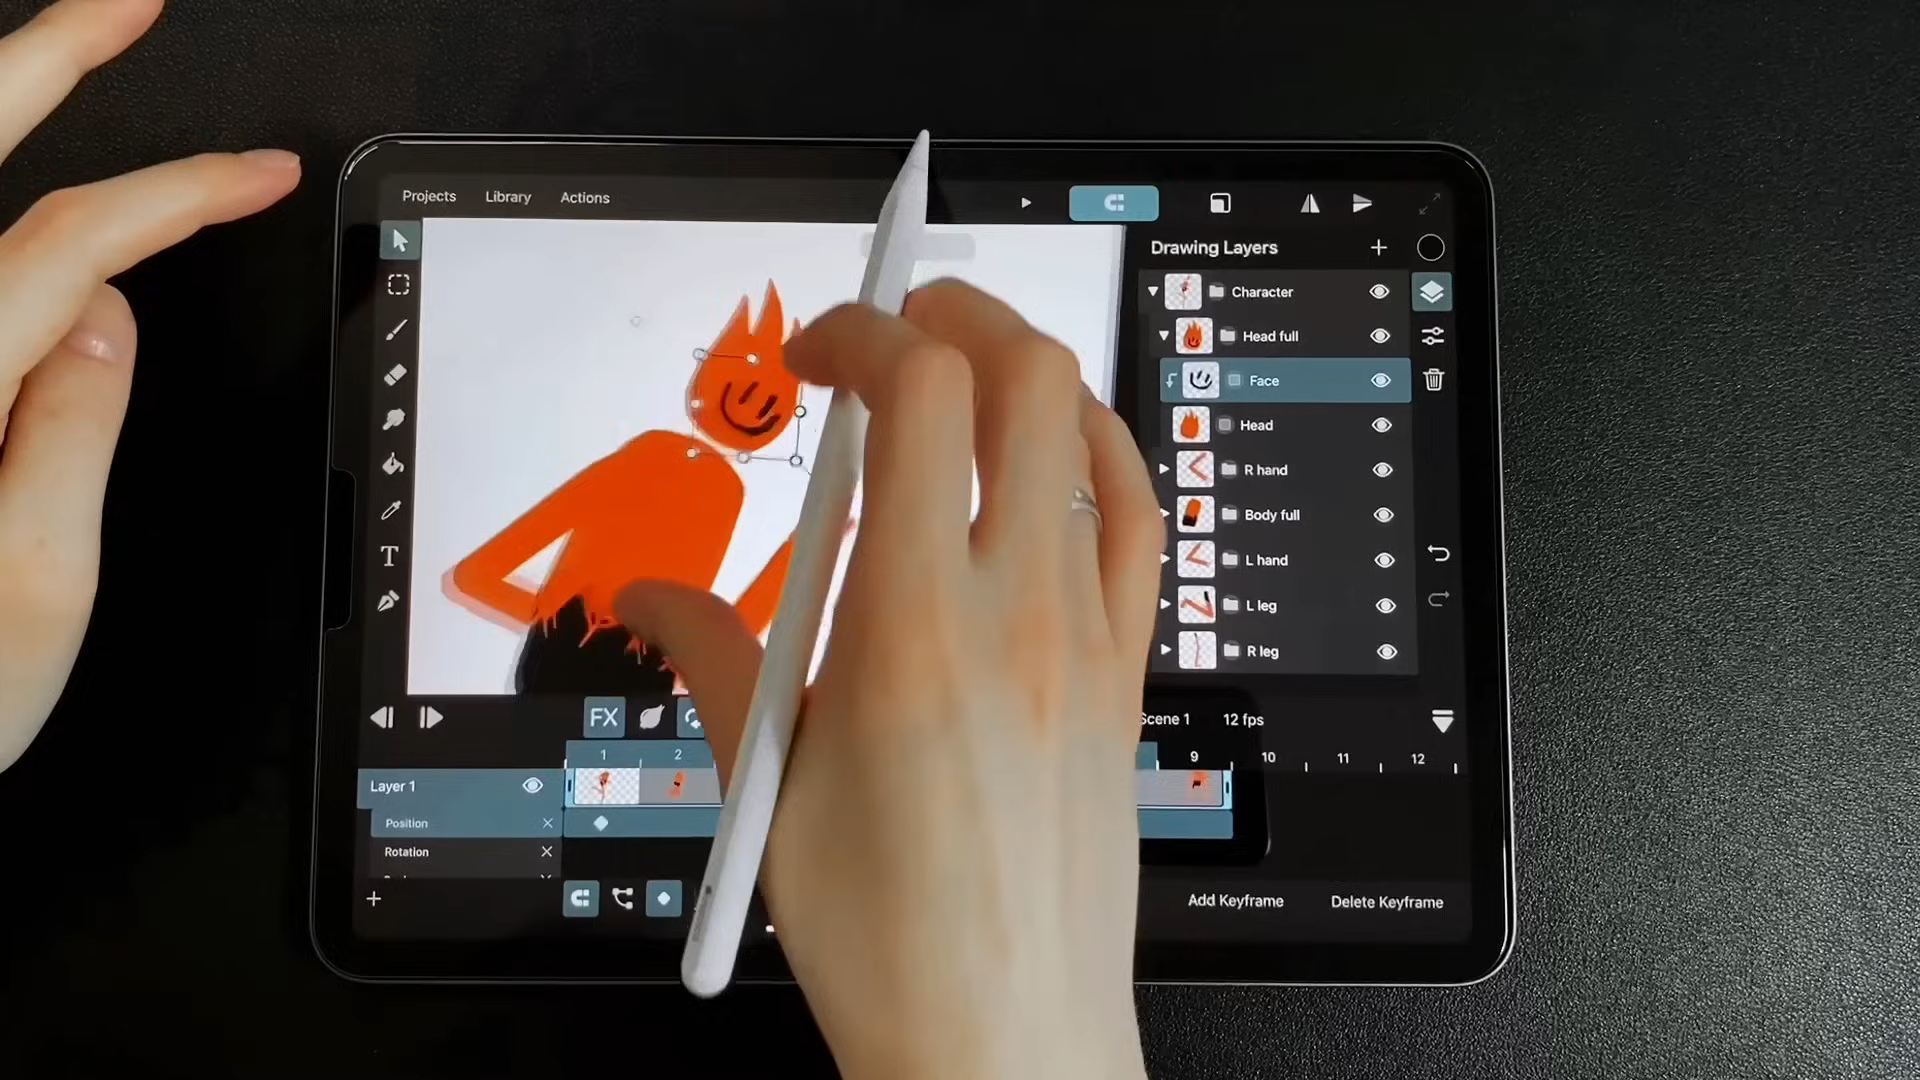 Projects Library Actions
Drawing Layers
Character
Head full
Face
Head
R hand
Body full
L hand
L leg
R leg
T
FX
Scene 1 12 fps
1 2 9 10 11 12
Layer 1
Position
Rotation
Add Keyframe Delete Keyframe